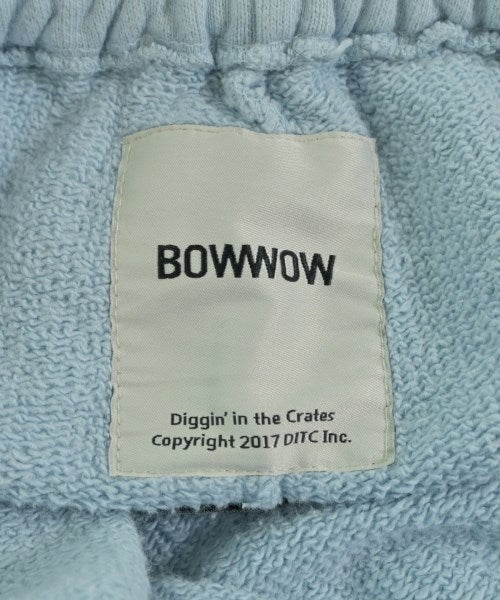 BOWWOW
Diggin' in the Crates
Copyright 2017 DITC Inc.